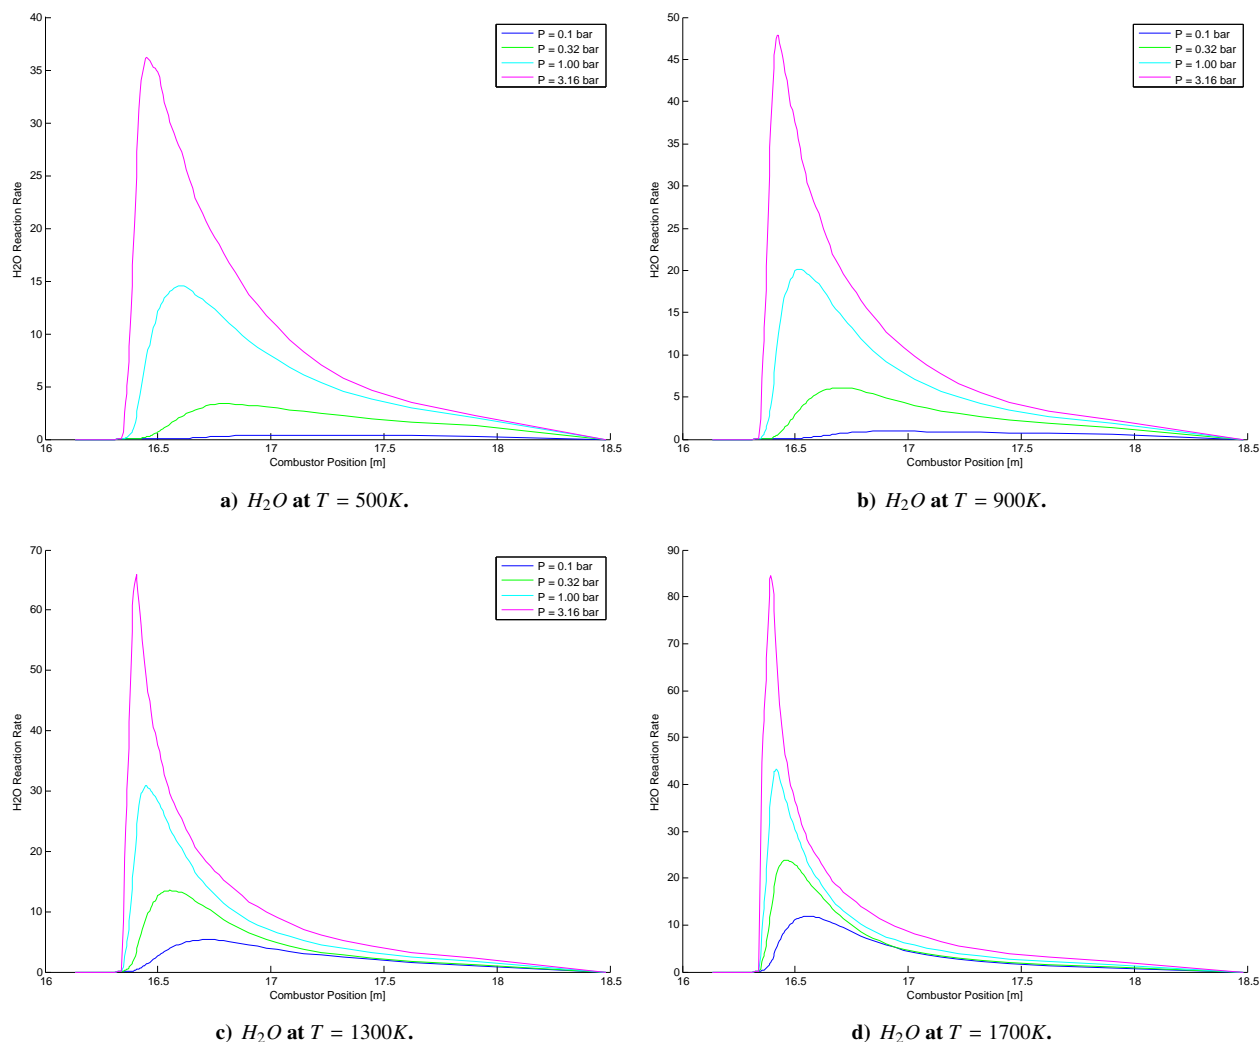 40
35
30
25
20
15
10
5
0
H2O Reaction Rate
P = 0.1 bar
P = 0.32 bar
P = 1.00 bar
P = 3.16 bar
16 16.5 17 17.5 18 18.5
Combustor Position [m]
a) H₂O at T = 500K.
50
45
40
35
30
25
20
15
10
5
0
H2O Reaction Rate
P = 0.1 bar
P = 0.32 bar
P = 1.00 bar
P = 3.16 bar
16 16.5 17 17.5 18 18.5
Combustor Position [m]
b) H₂O at T = 900K.
70
60
50
40
30
20
10
0
H2O Reaction Rate
P = 0.1 bar
P = 0.32 bar
P = 1.00 bar
P = 3.16 bar
16 16.5 17 17.5 18 18.5
Combustor Position [m]
c) H₂O at T = 1300K.
90
80
70
60
50
40
30
20
10
0
H2O Reaction Rate
16 16.5 17 17.5 18 18.5
Combustor Position [m]
d) H₂O at T = 1700K.